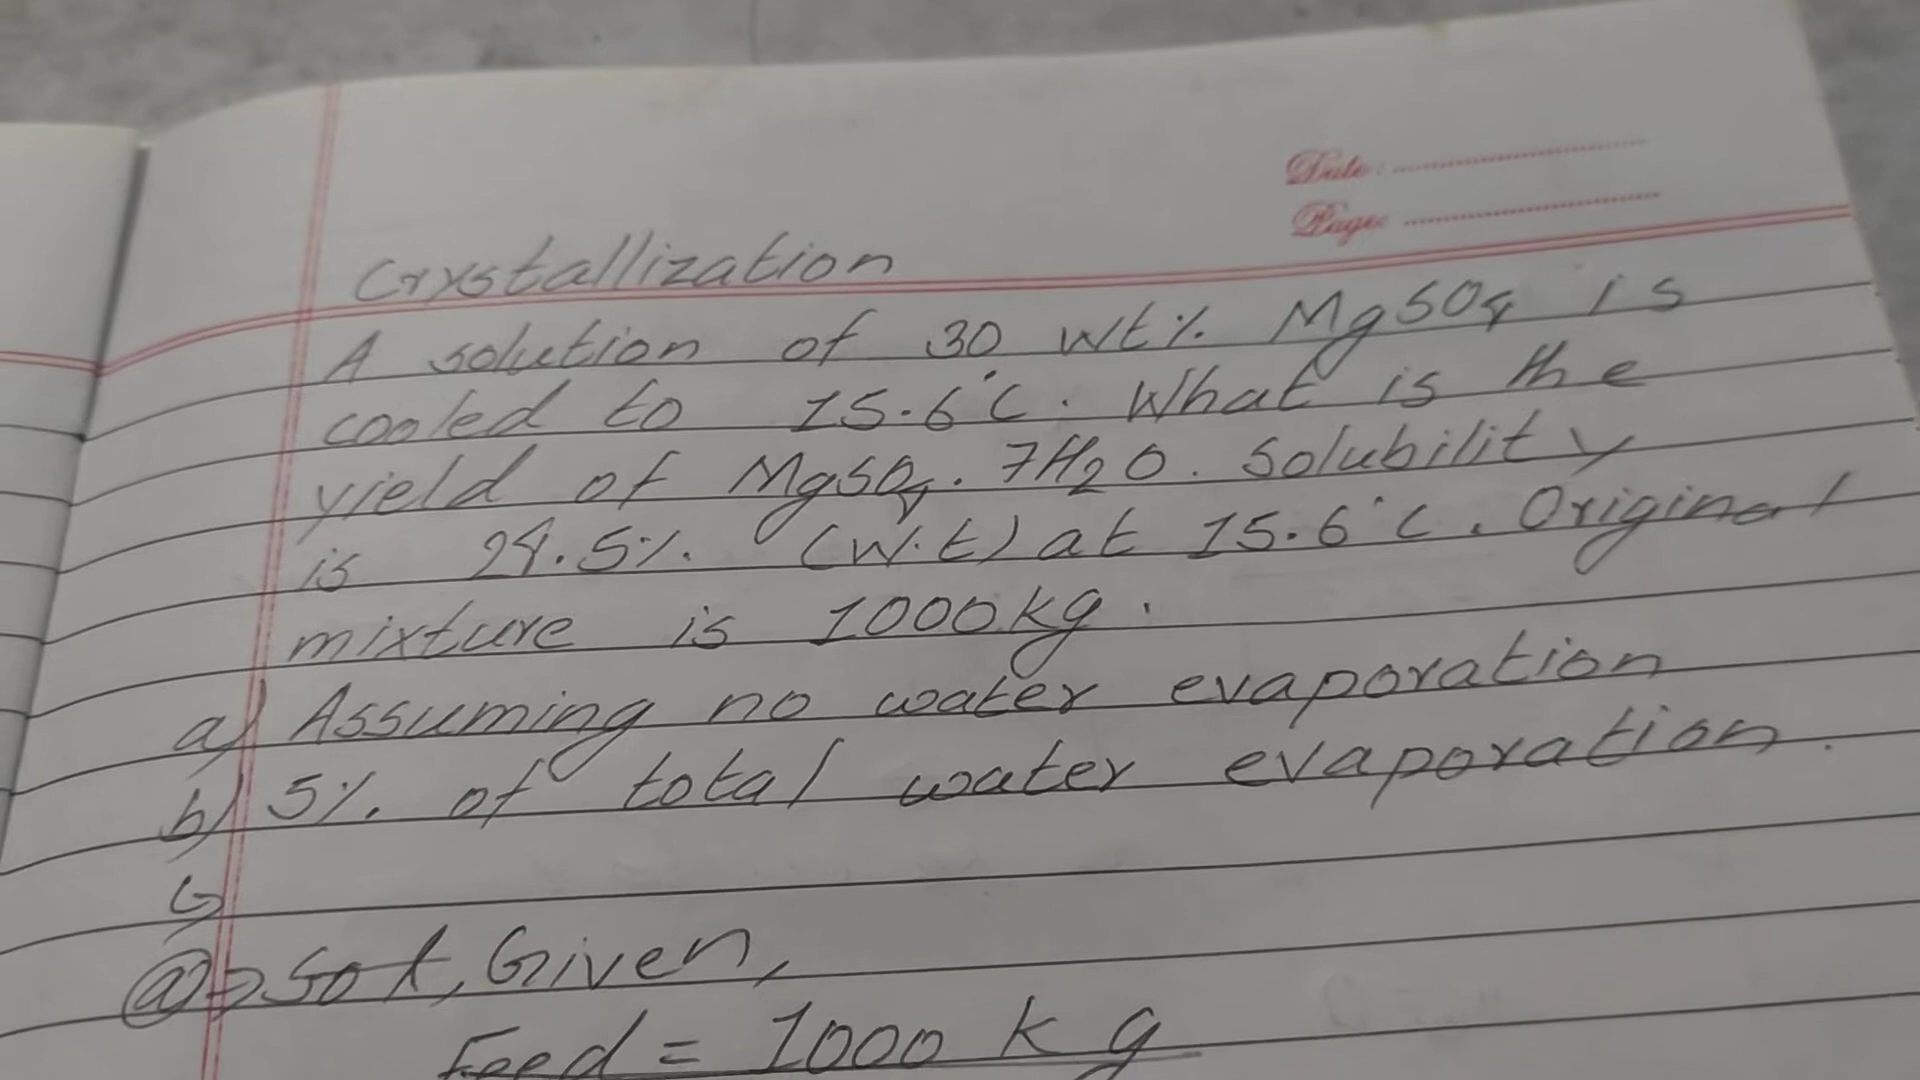 Date :
Page:
Crystallization
A solution of 30 wt% MgSO4 is
cooled to 15.6°C. What is the
yield of MgSO4. 7H2O. Solubility
is 24.5% (W.t) at 15.6°C. Original
mixture is 1000kg.
a) Assuming no water evaporation
b) 5% of total water evaporation.
↳
@⇒ Sol, Given,
Feed = 1000 kg